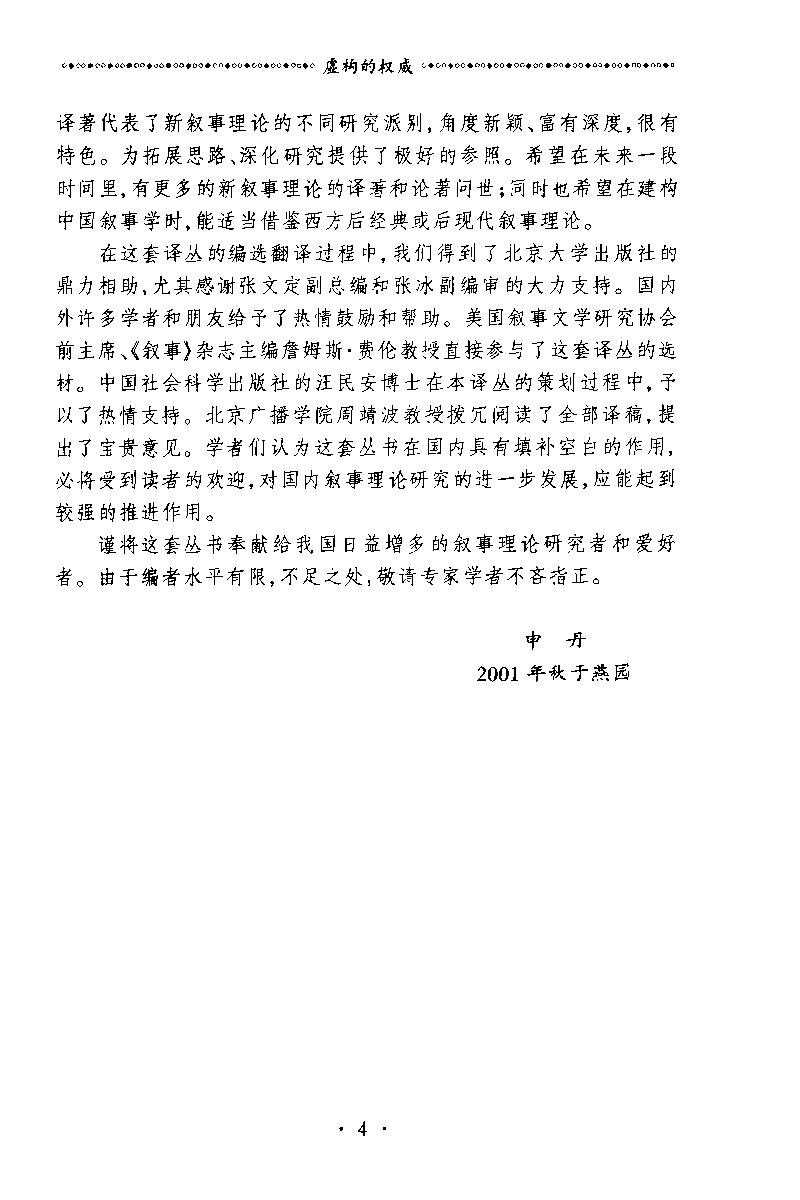 虚构的权威
译著代表了新叙事理论的不同研究派别,角度新颖、富有深度,很有
特色。为拓展思路、深化研究提供了极好的参照。希望在未来一段
时间里,有更多的新叙事理论的译著和论著问世;同时也希望在建构
中国叙事学时,能适当借鉴西方后经典或后现代叙事理论。
在这套译丛的编选翻译过程中,我们得到了北京大学出版社的
鼎力相助,尤其感谢张文定副总编和张冰副编审的大力支持。国内
外许多学者和朋友给予了热情鼓励和帮助。美国叙事文学研究协会
前主席、《叙事》杂志主编詹姆斯·费伦教授直接参与了这套译丛的选
材。中国社会科学出版社的汪民安博士在本译丛的策划过程中,予
以了热情支持。北京广播学院周靖波教授拨冗阅读了全部译稿,提
出了宝贵意见。学者们认为这套丛书在国内具有填补空白的作用,
必将受到读者的欢迎,对国内叙事理论研究的进一步发展,应能起到
较强的推进作用。
谨将这套丛书奉献给我国日益增多的叙事理论研究者和爱好
者。由于编者水平有限,不足之处,敬请专家学者不吝指正。
申 丹
2001 年秋于燕园
· 4 ·